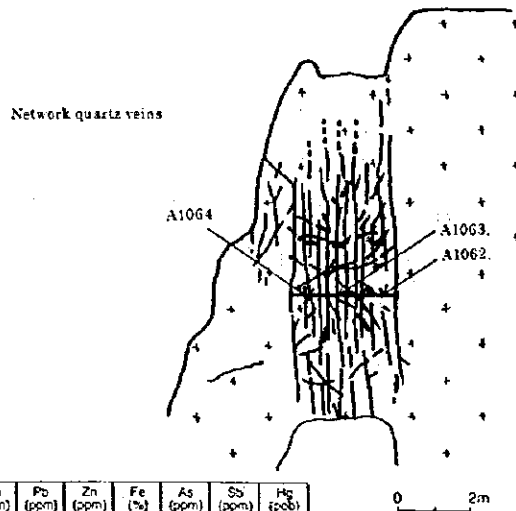 Network quartz veins
A1064
A1063.
A1062.
Pb Zn Fe As Sb Hg
(ppm) (ppm) (%) (ppm) (ppm) (ppb)
0 2m